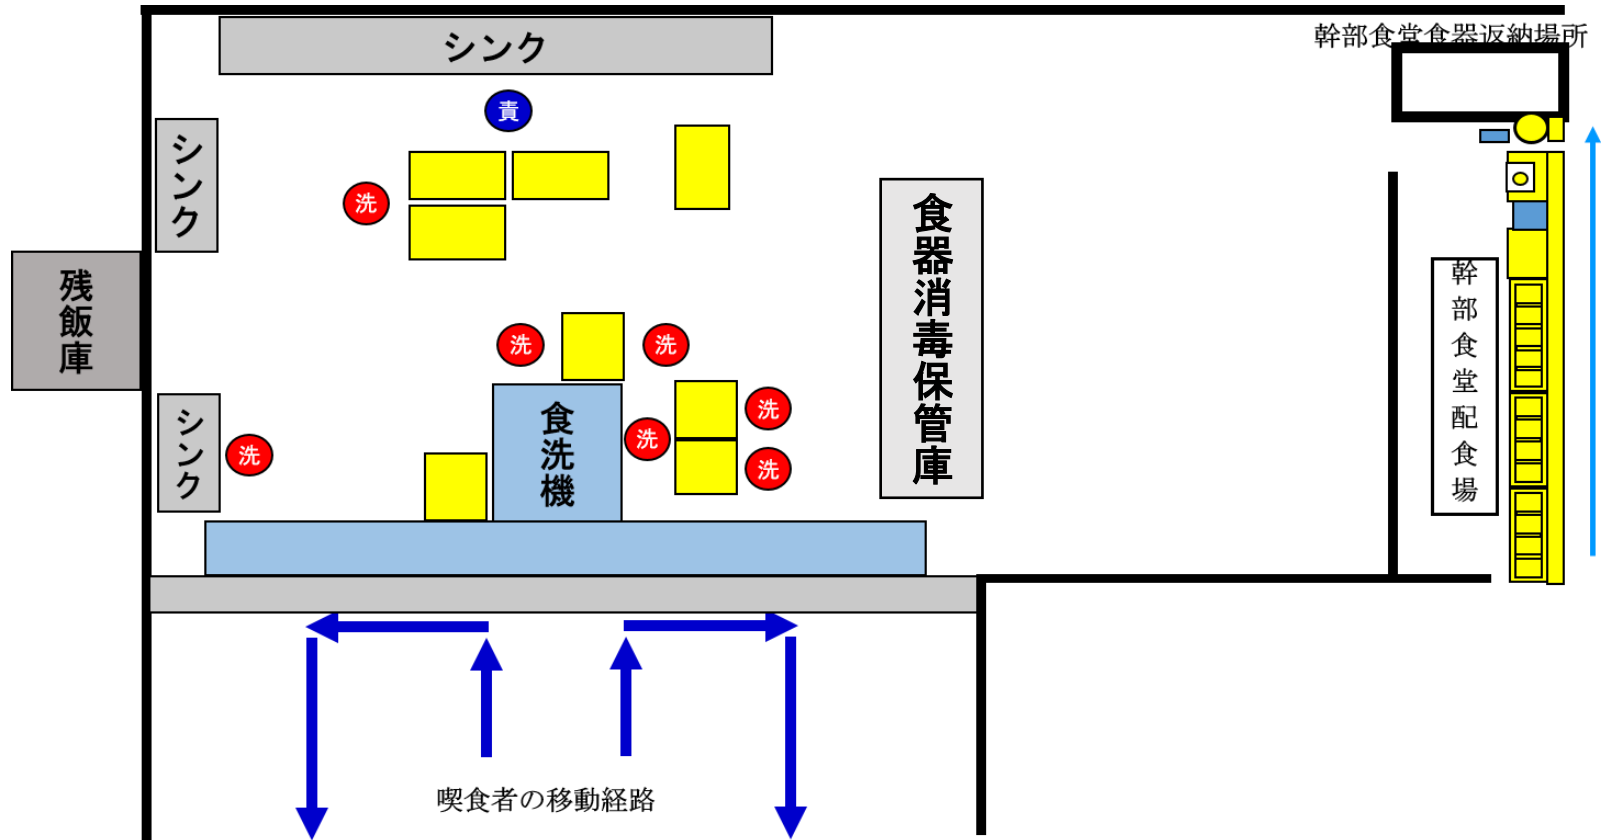 幹部食堂食器返納場所
シンク
責
シンク
洗
食器消毒保管庫
残飯庫
幹部食堂配食場
洗
洗
シンク
洗
食洗機
洗
洗
洗
喫食者の移動経路